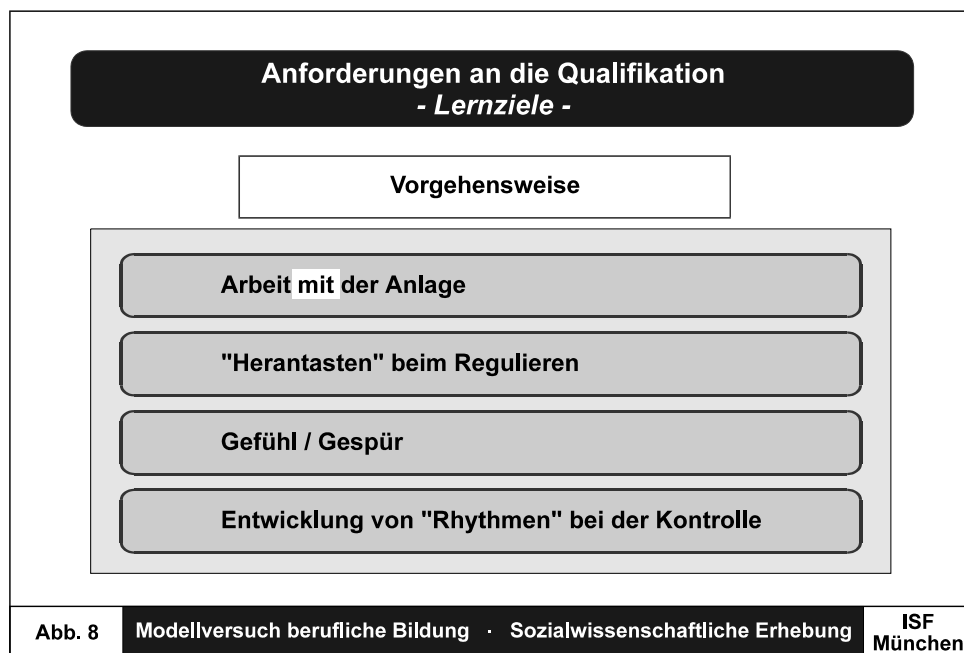 Anforderungen an die Qualifikation
- Lernziele -
Vorgehensweise
Arbeit mit der Anlage
"Herantasten" beim Regulieren
Gefühl / Gespür
Entwicklung von "Rhythmen" bei der Kontrolle
Abb. 8
Modellversuch berufliche Bildung · Sozialwissenschaftliche Erhebung
ISF
München